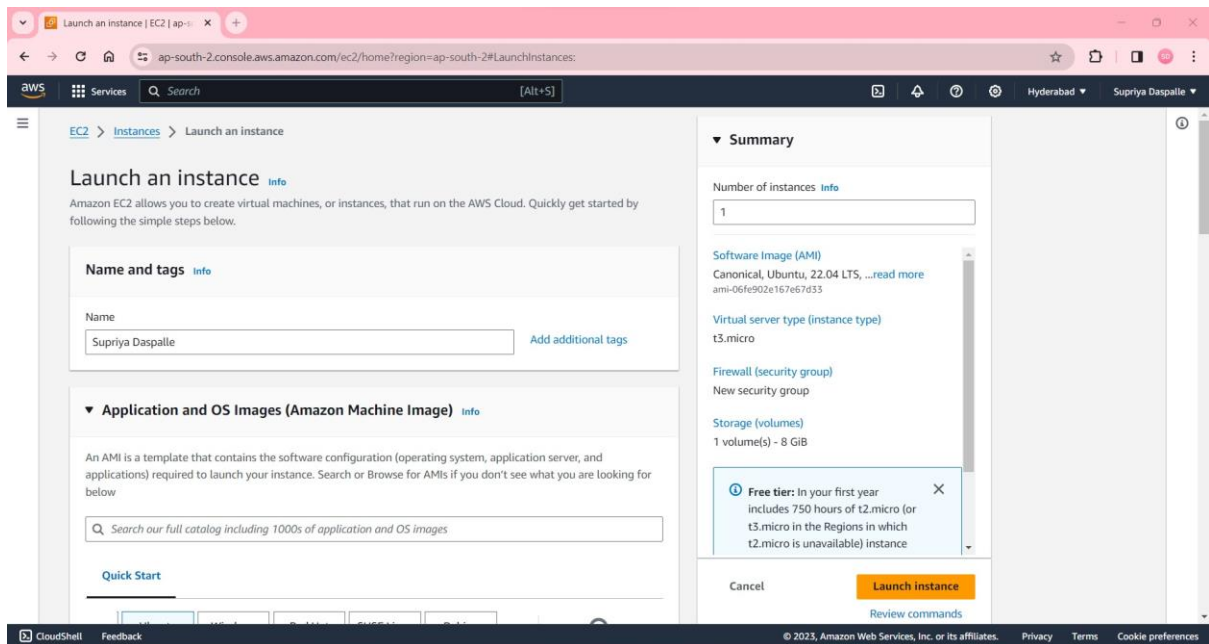 Launch an instance | EC2 | ap-s
ap-south-2.console.aws.amazon.com/ec2/home?region=ap-south-2#LaunchInstances:
SD
aws
Services
Search
[Alt+S]
Hyderabad
Supriya Daspalle
EC2 > Instances > Launch an instance
Launch an instance Info
Amazon EC2 allows you to create virtual machines, or instances, that run on the AWS Cloud. Quickly get started by
following the simple steps below.
Name and tags Info
Name
Supriya Daspalle
Add additional tags
Application and OS Images (Amazon Machine Image) Info
An AMI is a template that contains the software configuration (operating system, application server, and
applications) required to launch your instance. Search or Browse for AMIs if you don't see what you are looking for
below
Search our full catalog including 1000s of application and OS images
Quick Start
Summary
Number of instances Info
1
Software Image (AMI)
Canonical, Ubuntu, 22.04 LTS, ...read more
ami-06fe902e167e67d33
Virtual server type (instance type)
t3.micro
Firewall (security group)
New security group
Storage (volumes)
1 volume(s) - 8 GiB
Free tier: In your first year
includes 750 hours of t2.micro (or
t3.micro in the Regions in which
t2.micro is unavailable) instance
Cancel
Launch instance
Review commands
CloudShell
Feedback
© 2023, Amazon Web Services, Inc. or its affiliates.
Privacy
Terms
Cookie preferences